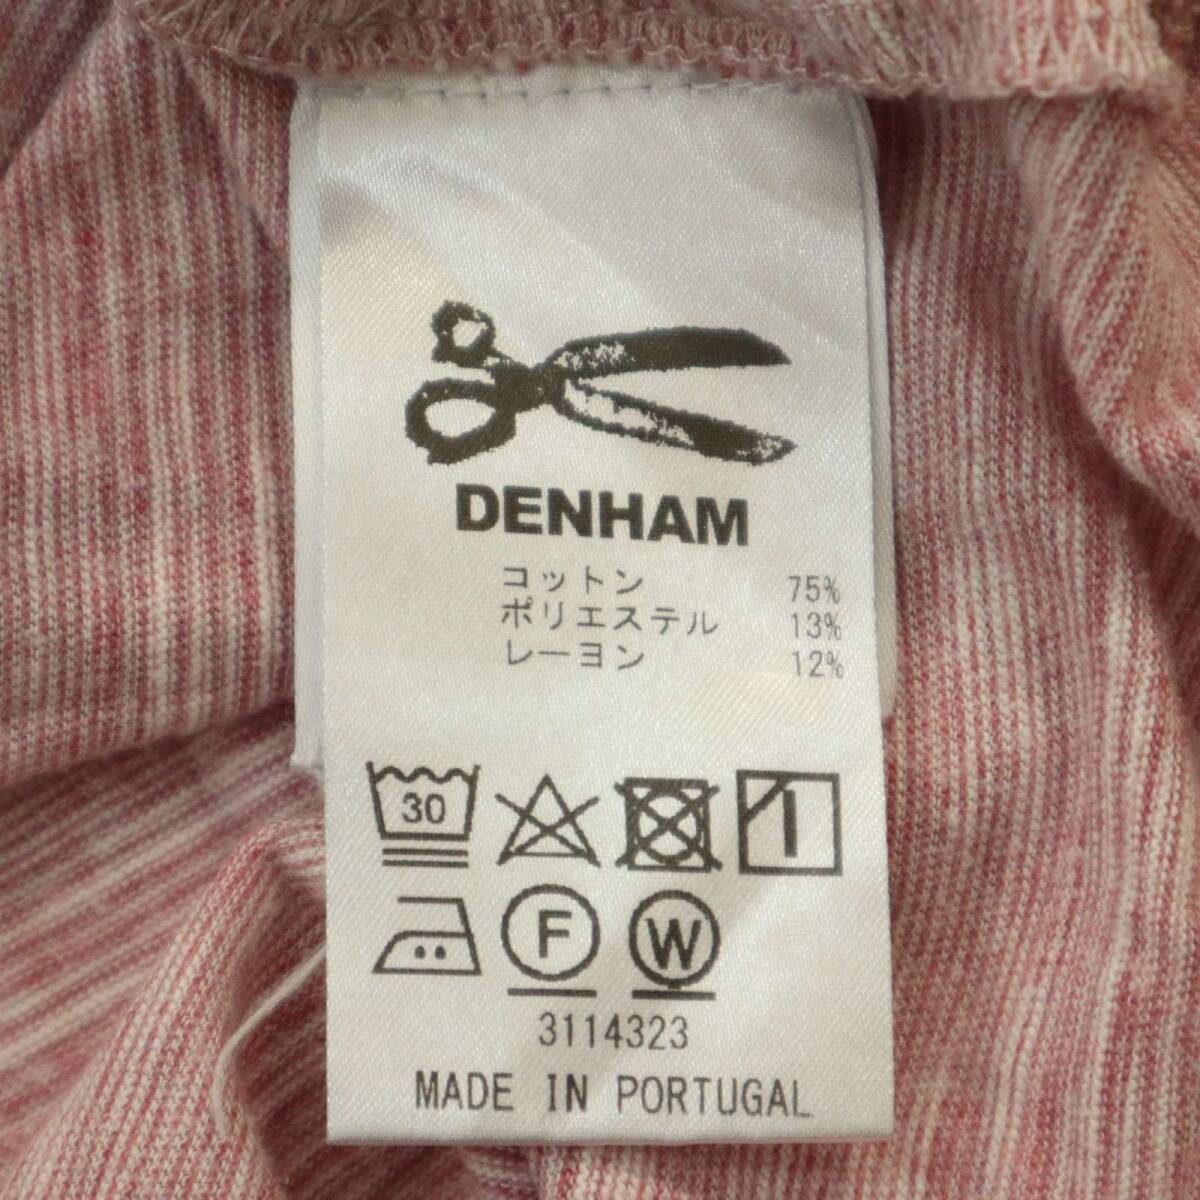 DENHAM
コットン 75%
ポリエステル 13%
レーヨン 12%
30
F W
3114323
MADE IN PORTUGAL